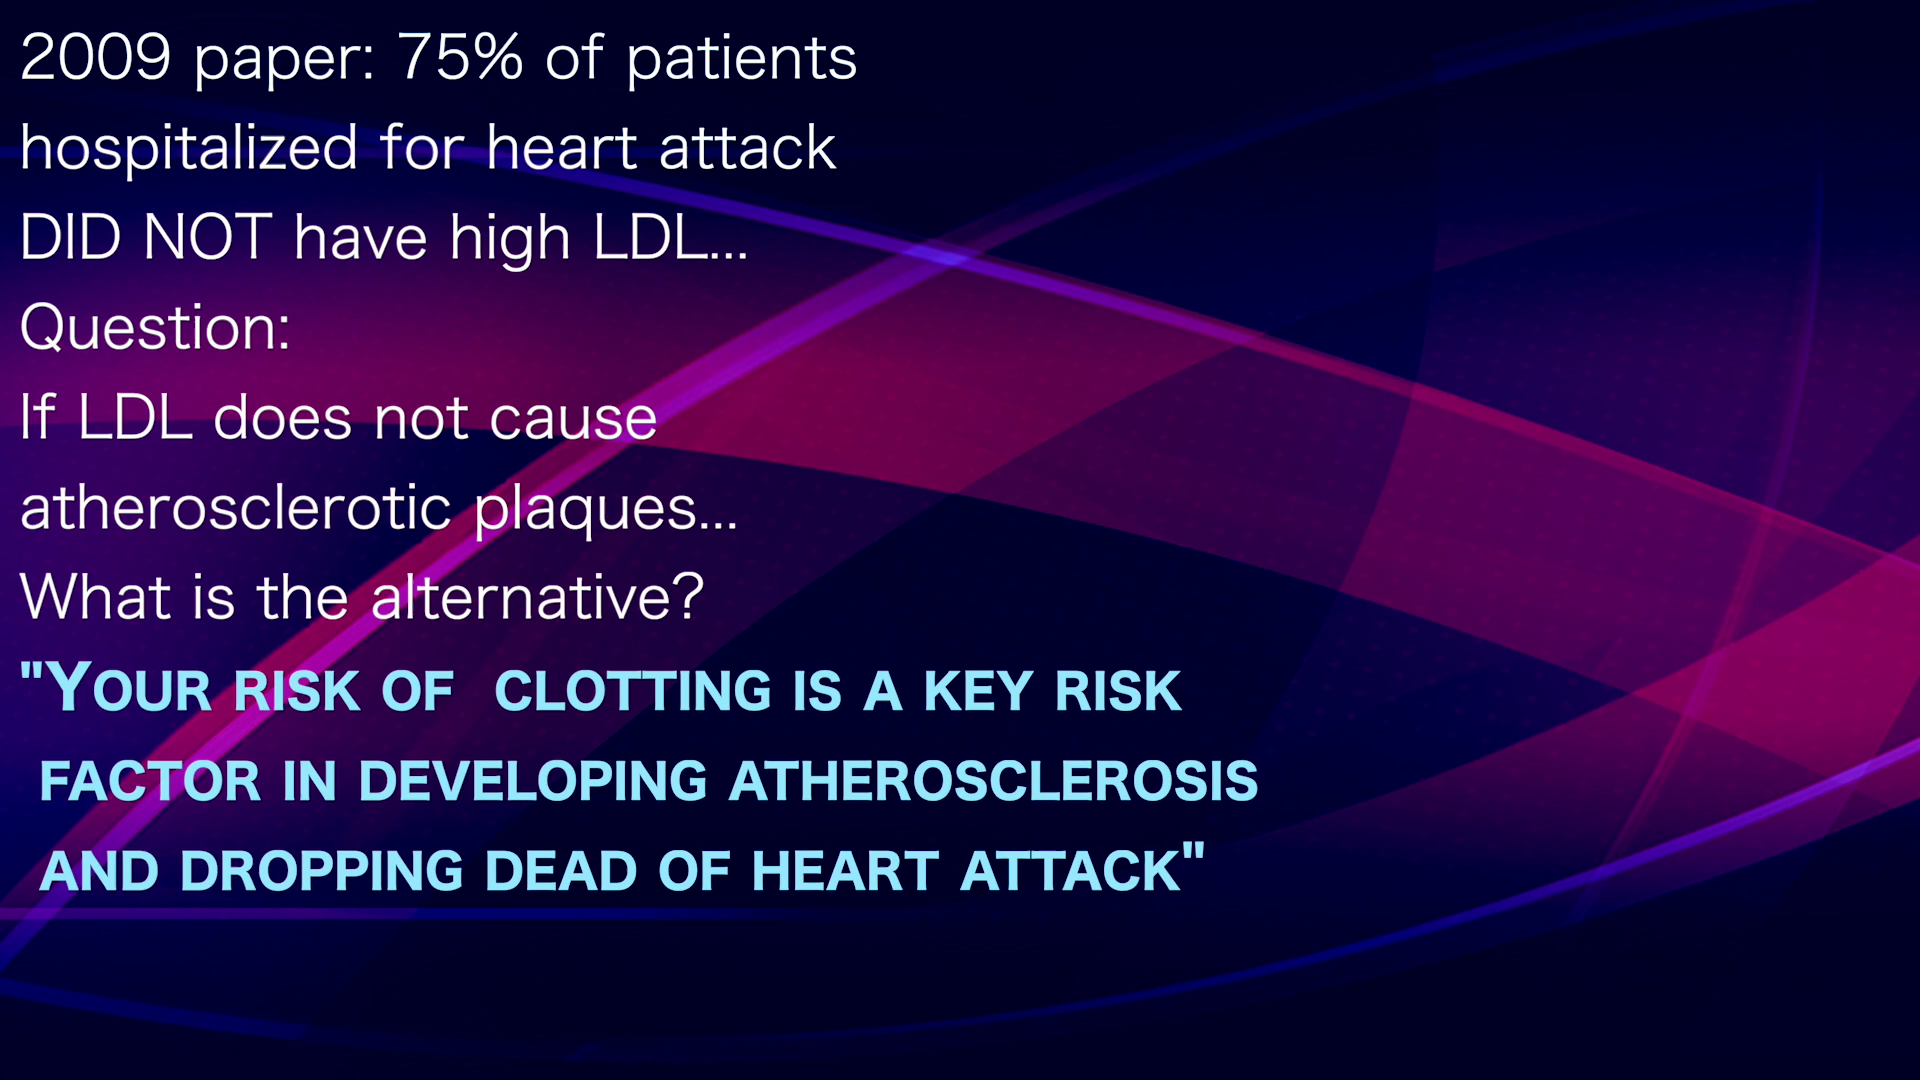 2009 paper: 75% of patients
hospitalized for heart attack
DID NOT have high LDL...
Question:
If LDL does not cause
atherosclerotic plaques...
What is the alternative?
"Your risk of  clotting is a key risk
factor in developing atherosclerosis
and dropping dead of heart attack"